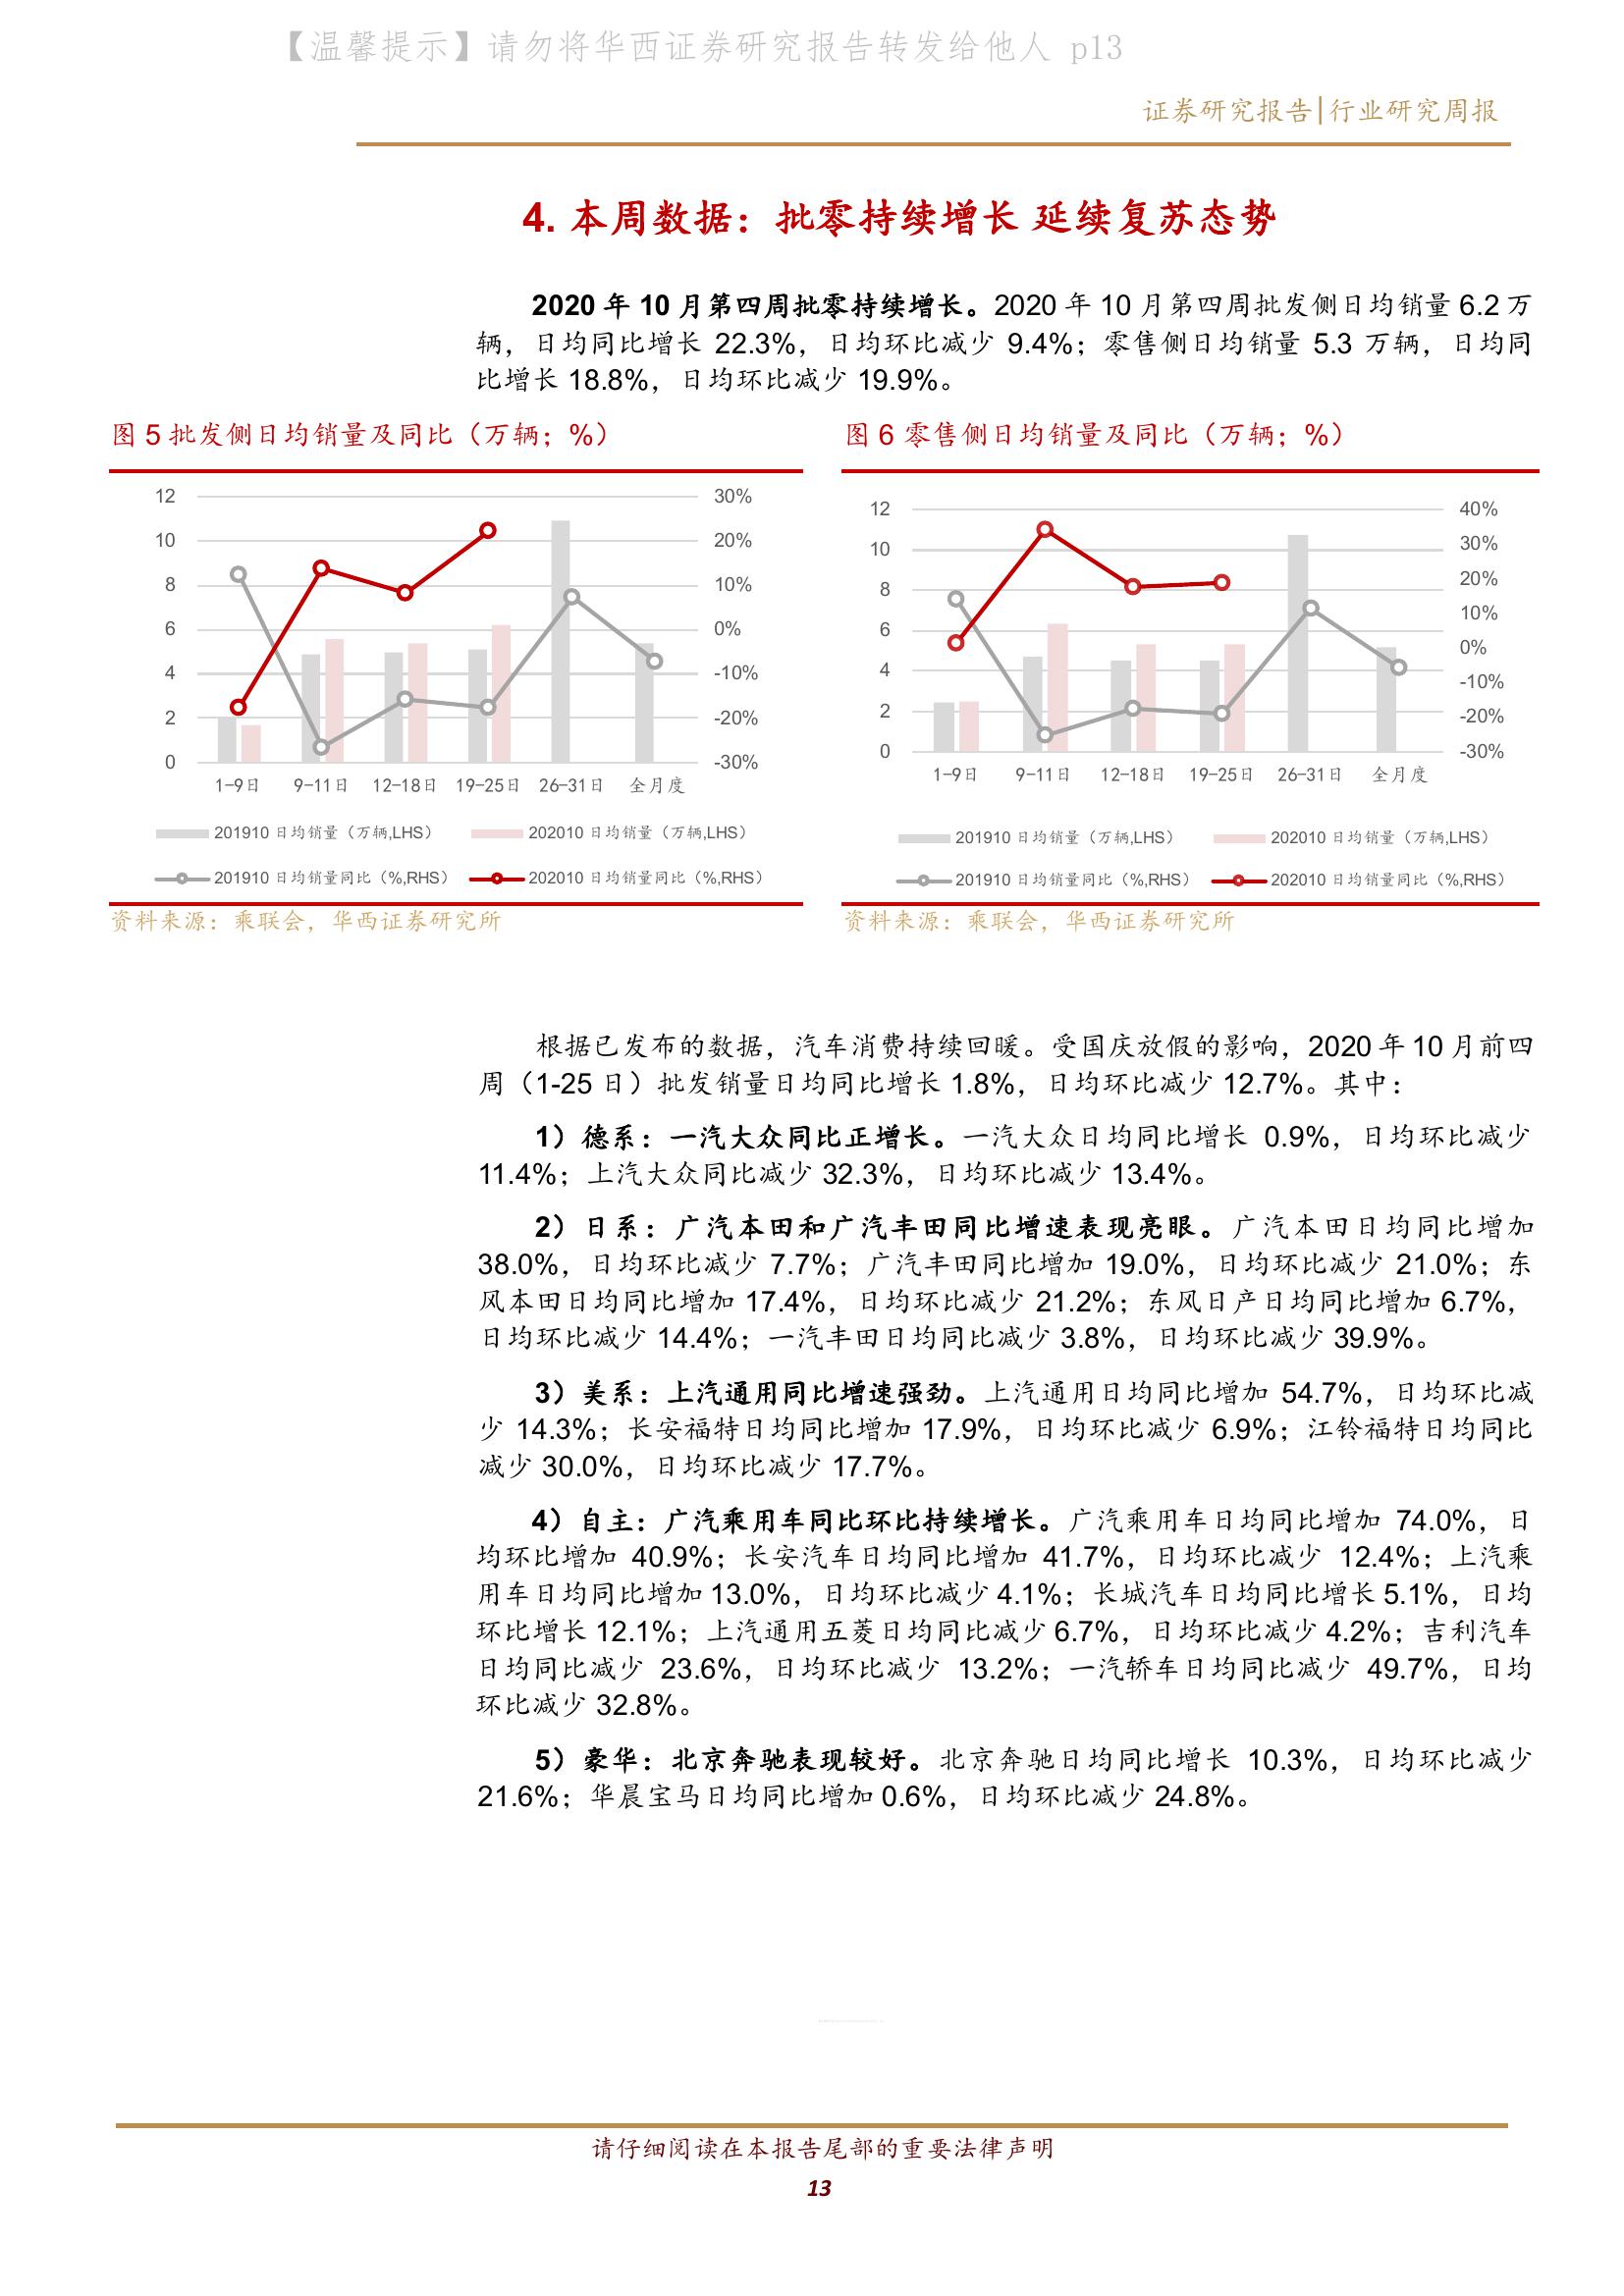 【温馨提示】请勿将华西证券研究报告转发给他人 p13
证券研究报告|行业研究周报
4. 本周数据：批零持续增长 延续复苏态势
2020 年 10 月第四周批零持续增长。2020 年 10 月第四周批发侧日均销量 6.2 万
辆，日均同比增长 22.3%，日均环比减少 9.4%；零售侧日均销量 5.3 万辆，日均同
比增长 18.8%，日均环比减少 19.9%。
图 5 批发侧日均销量及同比（万辆；%）
12
10
8
6
4
2
0
30%
20%
10%
0%
-10%
-20%
-30%
1-9日 9-11日 12-18日 19-25日 26-31日 全月度
201910 日均销量（万辆,LHS） 202010 日均销量（万辆,LHS）
201910 日均销量同比（%,RHS） 202010 日均销量同比（%,RHS）
资料来源：乘联会，华西证券研究所
图 6 零售侧日均销量及同比（万辆；%）
12
10
8
6
4
2
0
40%
30%
20%
10%
0%
-10%
-20%
-30%
1-9日 9-11日 12-18日 19-25日 26-31日 全月度
201910 日均销量（万辆,LHS） 202010 日均销量（万辆,LHS）
201910 日均销量同比（%,RHS） 202010 日均销量同比（%,RHS）
资料来源：乘联会，华西证券研究所
根据已发布的数据，汽车消费持续回暖。受国庆放假的影响，2020 年 10 月前四
周（1-25 日）批发销量日均同比增长 1.8%，日均环比减少 12.7%。其中：
1）德系：一汽大众同比正增长。一汽大众日均同比增长 0.9%，日均环比减少
11.4%；上汽大众同比减少 32.3%，日均环比减少 13.4%。
2）日系：广汽本田和广汽丰田同比增速表现亮眼。广汽本田日均同比增加
38.0%，日均环比减少 7.7%；广汽丰田同比增加 19.0%，日均环比减少 21.0%；东
风本田日均同比增加 17.4%，日均环比减少 21.2%；东风日产日均同比增加 6.7%，
日均环比减少 14.4%；一汽丰田日均同比减少 3.8%，日均环比减少 39.9%。
3）美系：上汽通用同比增速强劲。上汽通用日均同比增加 54.7%，日均环比减
少 14.3%；长安福特日均同比增加 17.9%，日均环比减少 6.9%；江铃福特日均同比
减少 30.0%，日均环比减少 17.7%。
4）自主：广汽乘用车同比环比持续增长。广汽乘用车日均同比增加 74.0%，日
均环比增加 40.9%；长安汽车日均同比增加 41.7%，日均环比减少 12.4%；上汽乘
用车日均同比增加 13.0%，日均环比减少 4.1%；长城汽车日均同比增长 5.1%，日均
环比增长 12.1%；上汽通用五菱日均同比减少 6.7%，日均环比减少 4.2%；吉利汽车
日均同比减少 23.6%，日均环比减少 13.2%；一汽轿车日均同比减少 49.7%，日均
环比减少 32.8%。
5）豪华：北京奔驰表现较好。北京奔驰日均同比增长 10.3%，日均环比减少
21.6%；华晨宝马日均同比增加 0.6%，日均环比减少 24.8%。
请仔细阅读在本报告尾部的重要法律声明
13